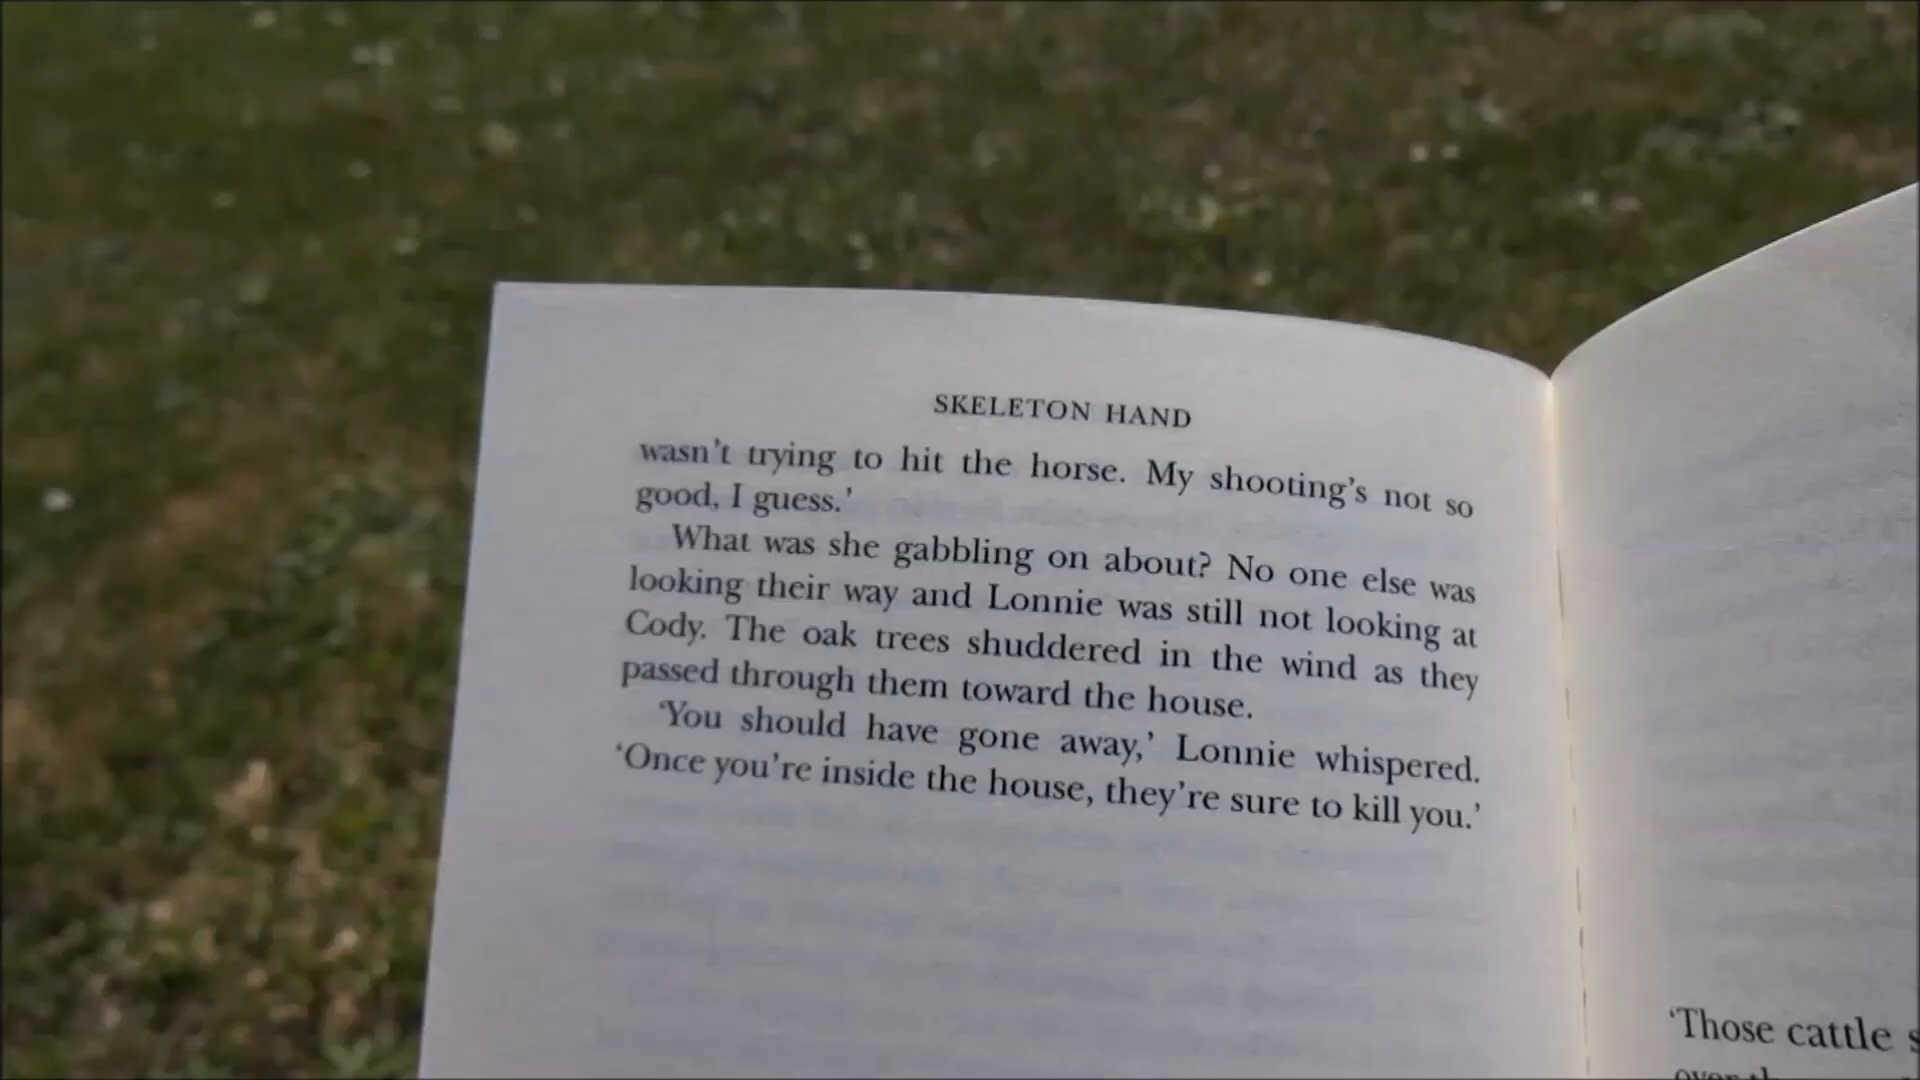 SKELETON HAND
wasn't trying to hit the horse. My shooting's not so
good, I guess.'
What was she gabbling on about? No one else was
looking their way and Lonnie was still not looking at
Cody. The oak trees shuddered in the wind as they
passed through them toward the house.
'You should have gone away,' Lonnie whispered.
'Once you're inside the house, they're sure to kill you.'
'Those cattle
over